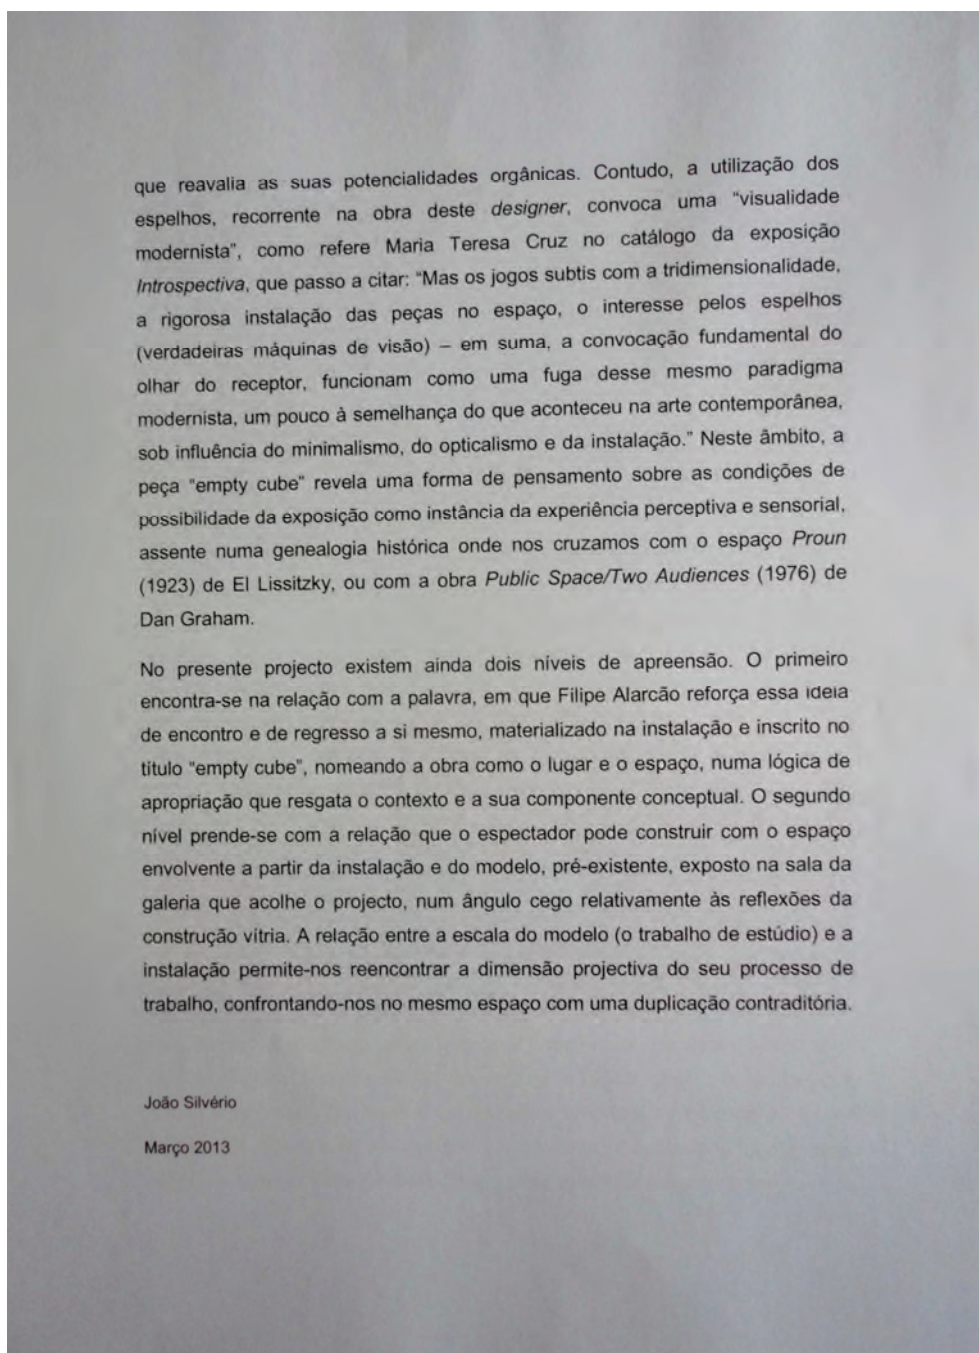 que reavalia as suas potencialidades orgânicas. Contudo, a utilização dos
espelhos, recorrente na obra deste designer, convoca uma “visualidade
modernista”, como refere Maria Teresa Cruz no catálogo da exposição
Introspectiva, que passo a citar: “Mas os jogos subtis com a tridimensionalidade,
a rigorosa instalação das peças no espaço, o interesse pelos espelhos
(verdadeiras máquinas de visão) – em suma, a convocação fundamental do
olhar do receptor, funcionam como uma fuga desse mesmo paradigma
modernista, um pouco à semelhança do que aconteceu na arte contemporânea,
sob influência do minimalismo, do opticalismo e da instalação.” Neste âmbito, a
peça “empty cube” revela uma forma de pensamento sobre as condições de
possibilidade da exposição como instância da experiência perceptiva e sensorial,
assente numa genealogia histórica onde nos cruzamos com o espaço Proun
(1923) de El Lissitzky, ou com a obra Public Space/Two Audiences (1976) de
Dan Graham.
No presente projecto existem ainda dois níveis de apreensão. O primeiro
encontra-se na relação com a palavra, em que Filipe Alarcão reforça essa ideia
de encontro e de regresso a si mesmo, materializado na instalação e inscrito no
título “empty cube”, nomeando a obra como o lugar e o espaço, numa lógica de
apropriação que resgata o contexto e a sua componente conceptual. O segundo
nível prende-se com a relação que o espectador pode construir com o espaço
envolvente a partir da instalação e do modelo, pré-existente, exposto na sala da
galeria que acolhe o projecto, num ângulo cego relativamente às reflexões da
construção vítria. A relação entre a escala do modelo (o trabalho de estúdio) e a
instalação permite-nos reencontrar a dimensão projectiva do seu processo de
trabalho, confrontando-nos no mesmo espaço com uma duplicação contraditória.
João Silvério
Março 2013